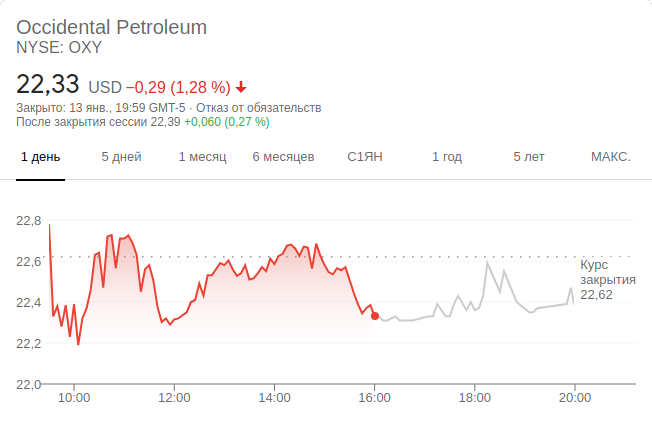 Occidental Petroleum
NYSE: OXY
22,33 USD −0,29 (1,28 %)
Закрыто: 13 янв., 19:59 GMT-5 · Отказ от обязательств
После закрытия сессии 22,39 +0,060 (0,27 %)
1 день 5 дней 1 месяц 6 месяцев С1ЯН 1 год 5 лет МАКС.
22,8
22,6
Курс
закрытия
22,62
22,4
22,2
22,0
10:00 12:00 14:00 16:00 18:00 20:00